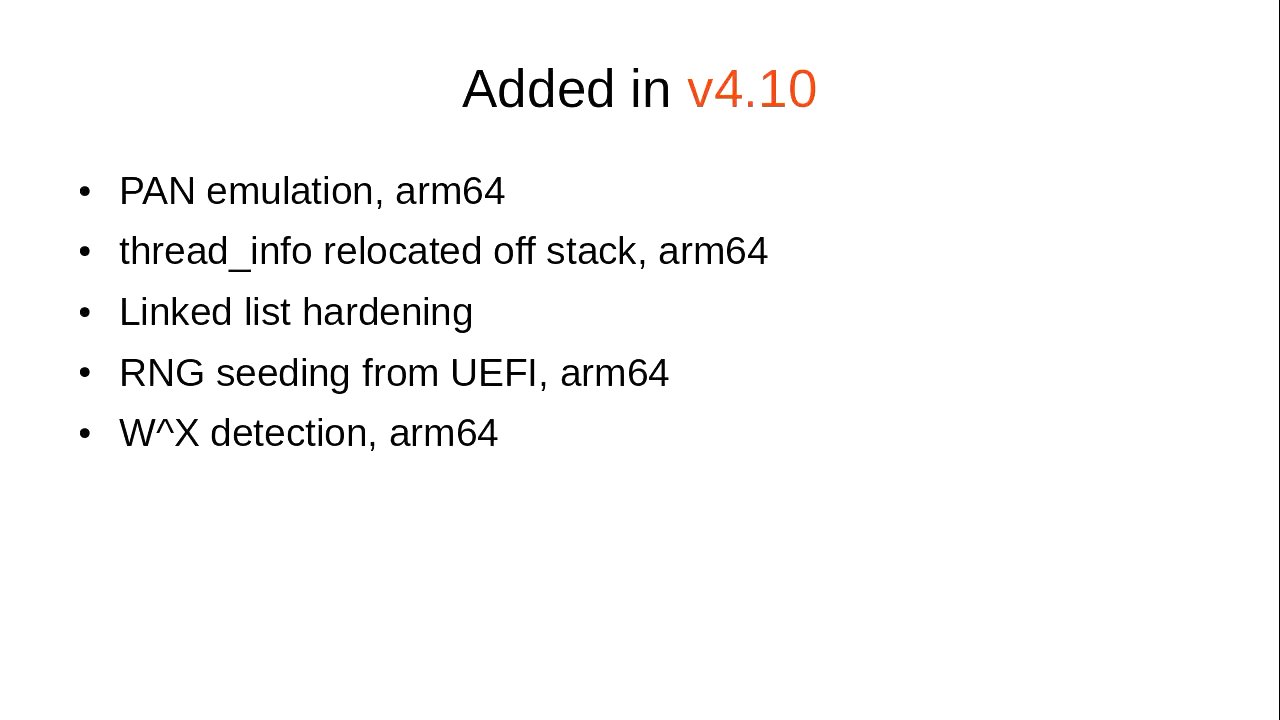 Added in v4.10
• PAN emulation, arm64
• thread_info relocated off stack, arm64
• Linked list hardening
• RNG seeding from UEFI, arm64
• W^X detection, arm64